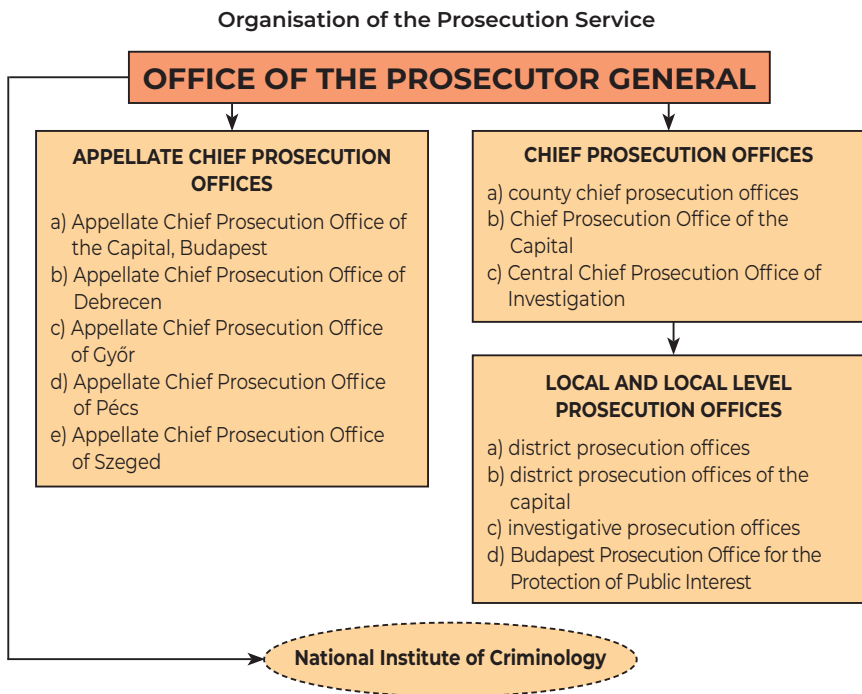 Organisation of the Prosecution Service
OFFICE OF THE PROSECUTOR GENERAL
APPELLATE CHIEF PROSECUTION
OFFICES
a) Appellate Chief Prosecution Office of
the Capital, Budapest
b) Appellate Chief Prosecution Office of
Debrecen
c) Appellate Chief Prosecution Office
of Győr
d) Appellate Chief Prosecution Office
of Pécs
e) Appellate Chief Prosecution Office
of Szeged
CHIEF PROSECUTION OFFICES
a) county chief prosecution offices
b) Chief Prosecution Office of the
Capital
c) Central Chief Prosecution Office of
Investigation
LOCAL AND LOCAL LEVEL
PROSECUTION OFFICES
a) district prosecution offices
b) district prosecution offices of the
capital
c) investigative prosecution offices
d) Budapest Prosecution Office for the
Protection of Public Interest
National Institute of Criminology